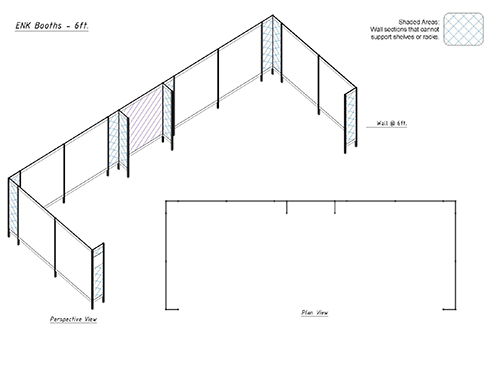 ENK Booths - 6ft.
Shaded Areas:
Wall sections that cannot
support shelves or racks.
Wall @ 6ft.
Perspective View
Plan View